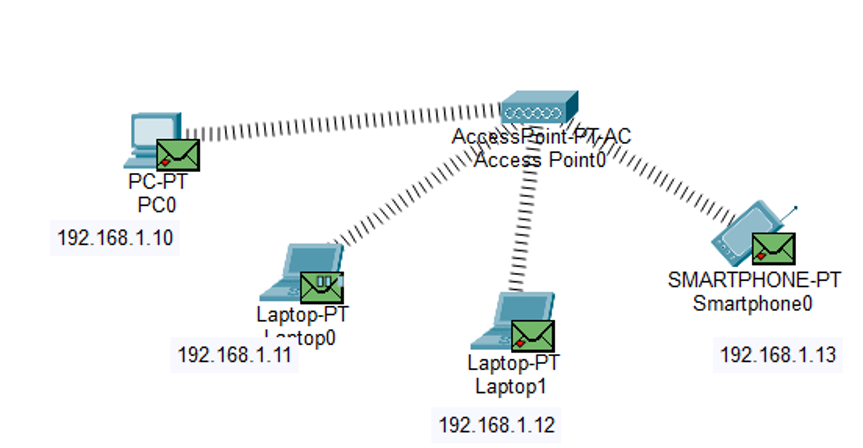 AccessPoint-PT-AC
Access Point0
PC-PT
PC0
192.168.1.10
Laptop-PT
Laptop0
192.168.1.11
Laptop-PT
Laptop1
192.168.1.12
SMARTPHONE-PT
Smartphone0
192.168.1.13